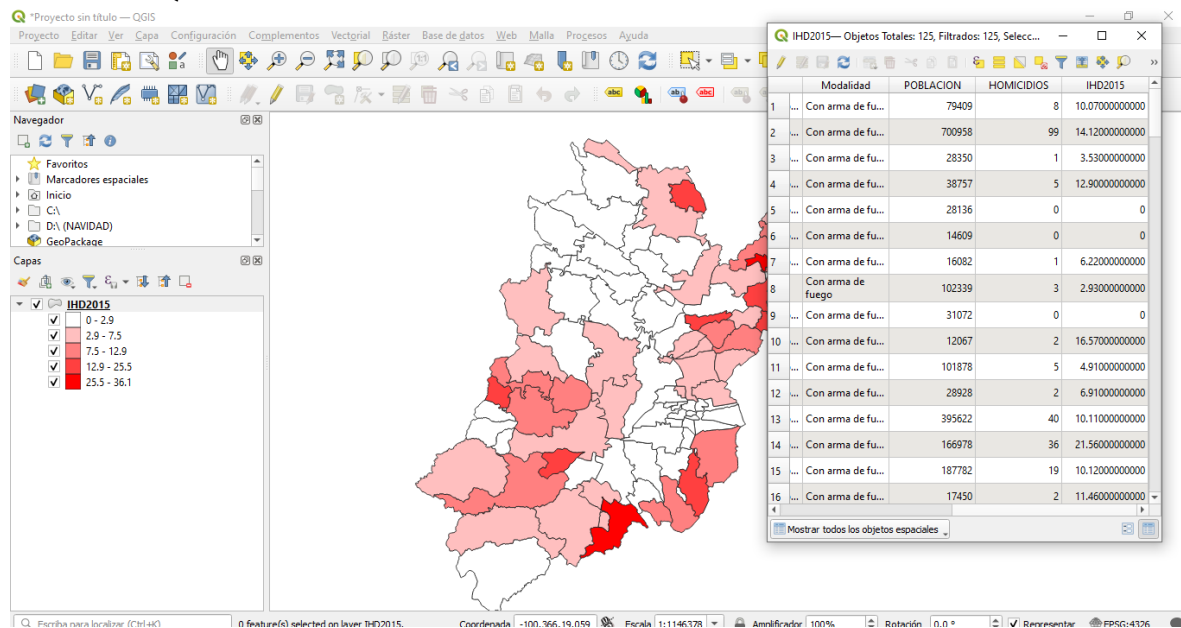 *Proyecto sin título — QGIS
Proyecto Editar Ver Capa Configuración Complementos Vectorial Ráster Base de datos Web Malla Procesos Ayuda
abc
ab
abc
Navegador
Favoritos
Marcadores espaciales
Inicio
C:\
D:\ (NAVIDAD)
GeoPackage
Capas
IHD2015
0 - 2.9
2.9 - 7.5
7.5 - 12.9
12.9 - 25.5
25.5 - 36.1
IHD2015— Objetos Totales: 125, Filtrados: 125, Selecc...
Modalidad POBLACION HOMICIDIOS IHD2015
1 ... Con arma de fu... 79409 8 10.07000000000
2 ... Con arma de fu... 700958 99 14.12000000000
3 ... Con arma de fu... 28350 1 3.53000000000
4 ... Con arma de fu... 38757 5 12.90000000000
5 ... Con arma de fu... 28136 0 0
6 ... Con arma de fu... 14609 0 0
7 ... Con arma de fu... 16082 1 6.22000000000
8 Con arma de fuego 102339 3 2.93000000000
9 ... Con arma de fu... 31072 0 0
10 ... Con arma de fu... 12067 2 16.57000000000
11 ... Con arma de fu... 101878 5 4.91000000000
12 ... Con arma de fu... 28928 2 6.91000000000
13 ... Con arma de fu... 395622 40 10.11000000000
14 ... Con arma de fu... 166978 36 21.56000000000
15 ... Con arma de fu... 187782 19 10.12000000000
16 ... Con arma de fu... 17450 2 11.46000000000
Mostrar todos los objetos espaciales
Escriba para localizar (Ctrl+K)
0 feature(s) selected on layer IHD2015.
Coordenada -100.366,19.059 Escala 1:1146378 Amplificador 100% Rotación 0,0 ° Representar EPSG:4326